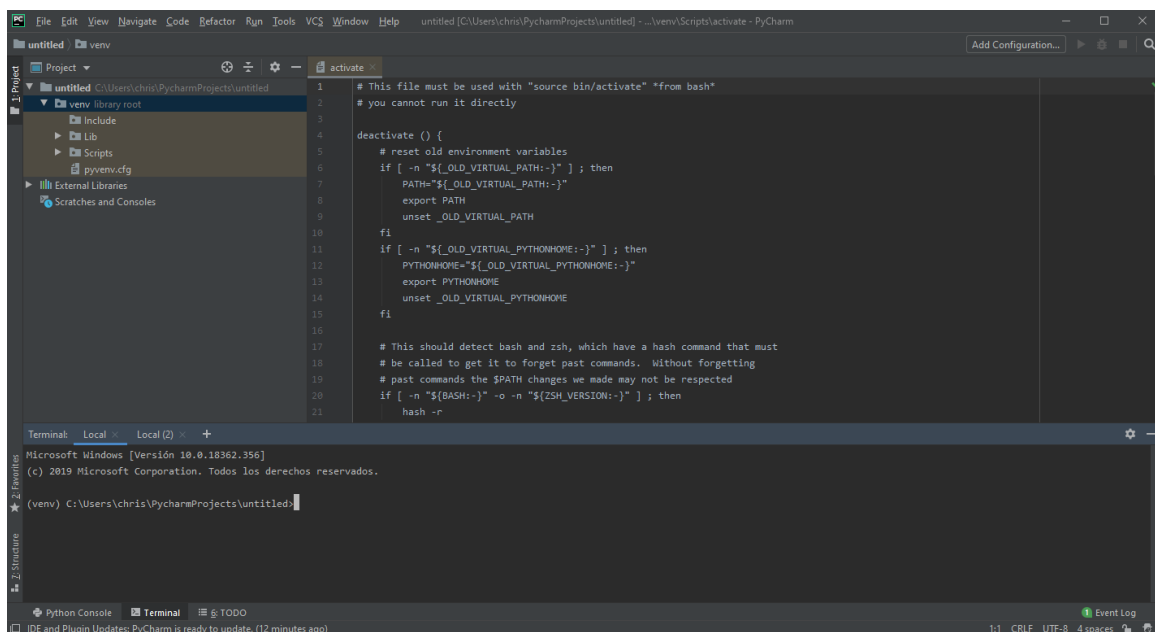 PC File Edit View Navigate Code Refactor Run Tools VCS Window Help untitled [C:\Users\chris\PycharmProjects\untitled] - ...\venv\Scripts\activate - PyCharm
untitled venv Add Configuration...
Project
activate
1: Project
untitled C:\Users\chris\PycharmProjects\untitled
venv library root
Include
Lib
Scripts
pyvenv.cfg
External Libraries
Scratches and Consoles
1 # This file must be used with "source bin/activate" *from bash*
2 # you cannot run it directly
3
4 deactivate () {
5 # reset old environment variables
6 if [ -n "${_OLD_VIRTUAL_PATH:-}" ] ; then
7 PATH="${_OLD_VIRTUAL_PATH:-}"
8 export PATH
9 unset _OLD_VIRTUAL_PATH
10 fi
11 if [ -n "${_OLD_VIRTUAL_PYTHONHOME:-}" ] ; then
12 PYTHONHOME="${_OLD_VIRTUAL_PYTHONHOME:-}"
13 export PYTHONHOME
14 unset _OLD_VIRTUAL_PYTHONHOME
15 fi
16
17 # This should detect bash and zsh, which have a hash command that must
18 # be called to get it to forget past commands. Without forgetting
19 # past commands the $PATH changes we made may not be respected
20 if [ -n "${BASH:-}" -o -n "${ZSH_VERSION:-}" ] ; then
21 hash -r
Terminal: Local Local (2) +
Microsoft Windows [Versión 10.0.18362.356]
(c) 2019 Microsoft Corporation. Todos los derechos reservados.
(venv) C:\Users\chris\PycharmProjects\untitled>
2: Favorites
7: Structure
Python Console Terminal 6: TODO 1 Event Log
IDE and Plugin Updates: PyCharm is ready to update. (12 minutes ago) 1:1 CRLF UTF-8 4 spaces